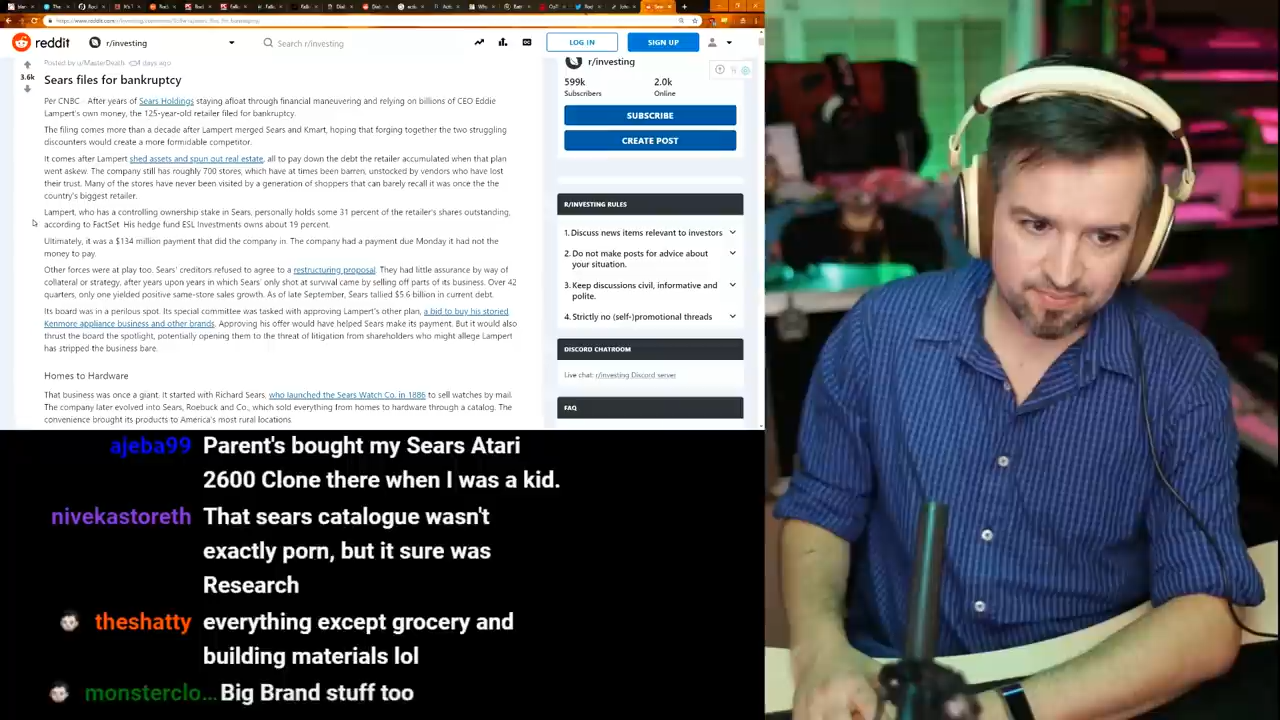 https://www.reddit.com/r/investing/comments/
reddit
r/investing
Search r/investing
LOG IN
SIGN UP
Posted by u/MasterDeath 4 days ago
3.6k
Sears files for bankruptcy
Per CNBC After years of Sears Holdings staying afloat through financial maneuvering and relying on billions of CEO Eddie
Lampert's own money, the 125-year-old retailer filed for bankruptcy.
The filing comes more than a decade after Lampert merged Sears and Kmart, hoping that forging together the two struggling
discounters would create a more formidable competitor.
It comes after Lampert shed assets and spun out real estate, all to pay down the debt the retailer accumulated when that plan
went askew. The company still has roughly 700 stores, which have at times been barren, unstocked by vendors who have lost
their trust. Many of the stores have never been visited by a generation of shoppers that can barely recall it was once the
country's biggest retailer.
Lampert, who has a controlling ownership stake in Sears, personally holds some 31 percent of the retailer's shares outstanding,
according to FactSet. His hedge fund ESL Investments owns about 19 percent.
Ultimately, it was a $134 million payment that did the company in. The company had a payment due Monday it had not the
money to pay.
Other forces were at play too. Sears' creditors refused to agree to a restructuring proposal. They had little assurance by way of
collateral or strategy, after years upon years in which Sears' only shot at survival came by selling off parts of its business. Over 42
quarters, only one yielded positive same-store sales growth. As of late September, Sears tallied $5.6 billion in current debt.
Its board was in a perilous spot. Its special committee was tasked with approving Lampert's other plan, a bid to buy his storied
Kenmore appliance business and other brands. Approving his offer would have helped Sears make its payment. But it would also
thrust the board the spotlight, potentially opening them to the threat of litigation from shareholders who might allege Lampert
has stripped the business bare.
Homes to Hardware
That business was once a giant. It started with Richard Sears, who launched the Sears Watch Co. in 1886 to sell watches by mail.
The company later evolved into Sears, Roebuck and Co., which sold everything from homes to hardware through a catalog. The
convenience brought its products to America's most rural locations
r/investing
599k
2.0k
Subscribers
Online
SUBSCRIBE
CREATE POST
R/INVESTING RULES
1. Discuss news items relevant to investors
2. Do not make posts for advice about
your situation.
3. Keep discussions civil, informative and
polite.
4. Strictly no (self-)promotional threads
DISCORD CHATROOM
Live chat: r/investing Discord server
FAQ
ajeba99 Parent's bought my Sears Atari
2600 Clone there when I was a kid.
nivekastoreth That sears catalogue wasn't
exactly porn, but it sure was
Research
theshatty everything except grocery and
building materials lol
monsterclo... Big Brand stuff too